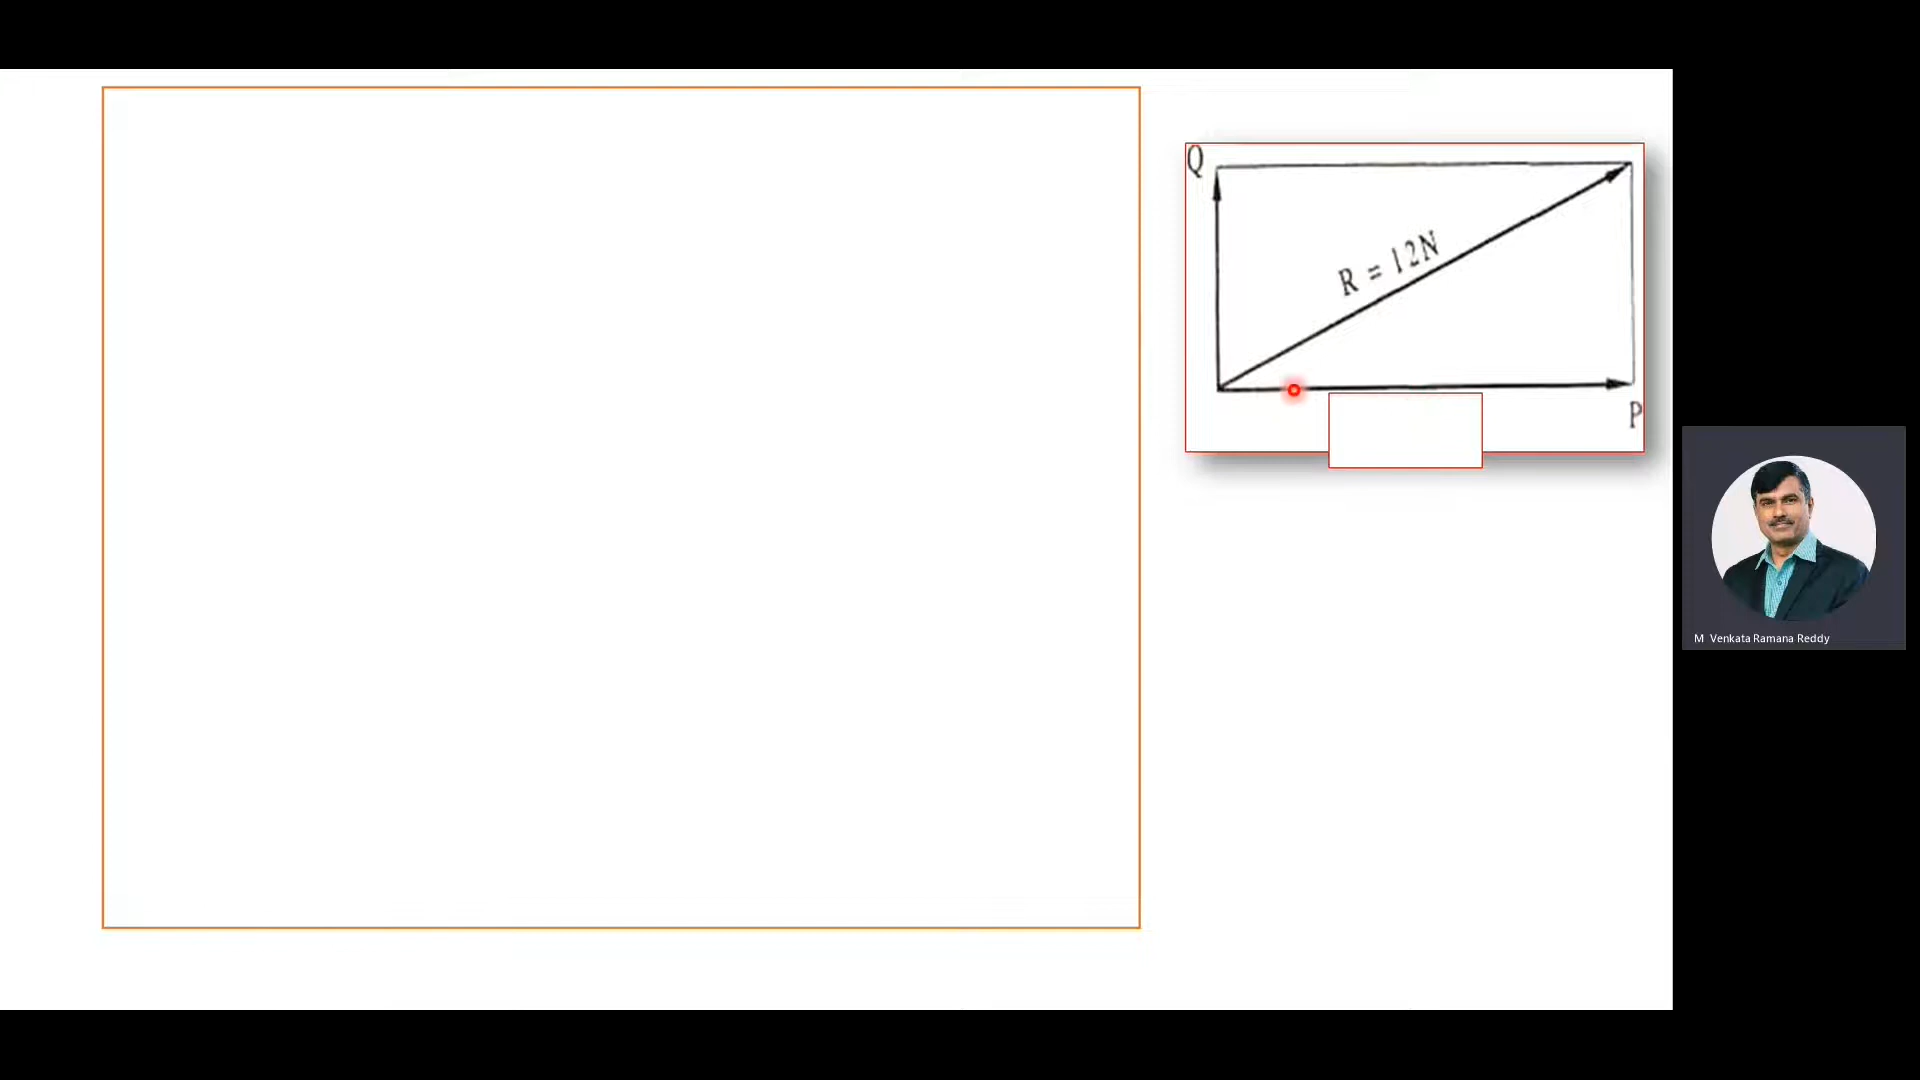 Q
R = 12N
P
M Venkata Ramana Reddy